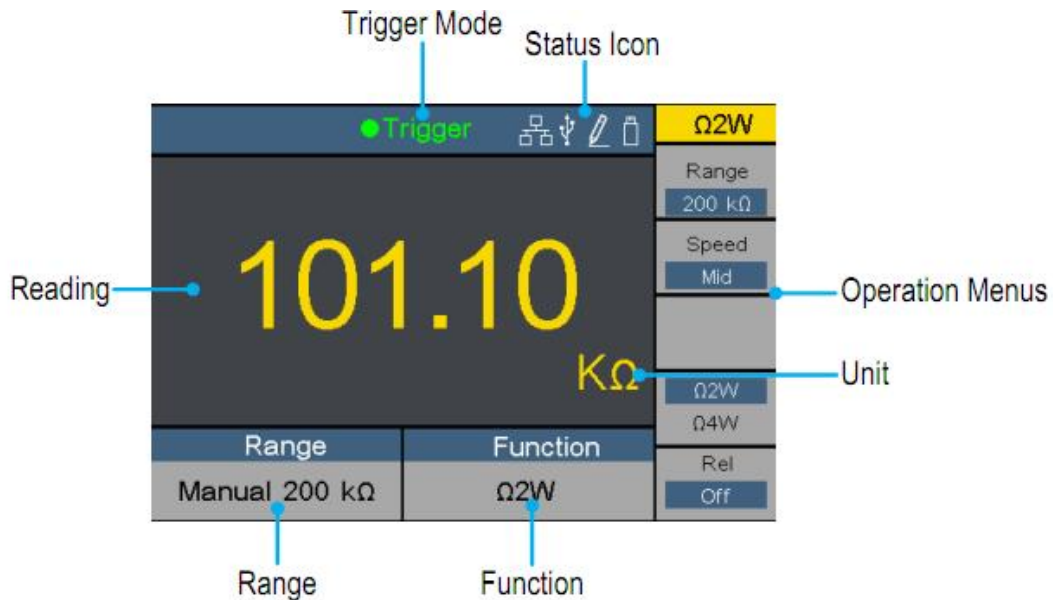 Trigger Mode
Status Icon
Trigger
Ω2W
Range
200 kΩ
Speed
Mid
Reading
101.10
Operation Menus
KΩ
Unit
Ω2W
Ω4W
Range
Function
Rel
Manual 200 kΩ
Ω2W
Off
Range
Function